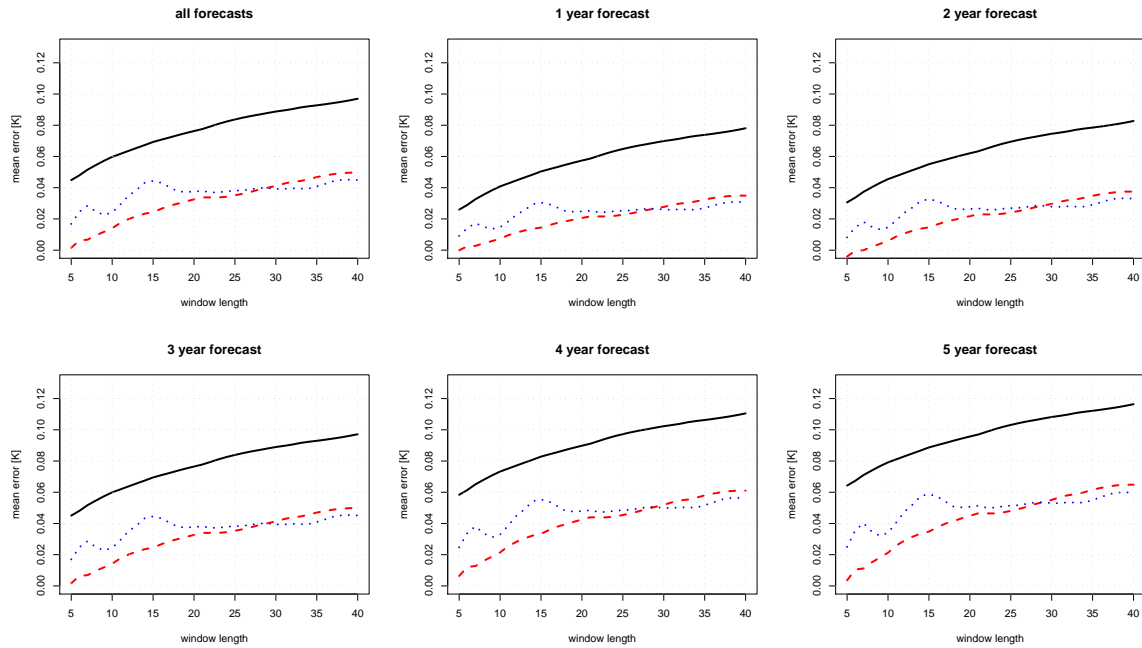 all forecasts
0.00 0.02 0.04 0.06 0.08 0.10 0.12
mean error [K]
5 10 15 20 25 30 35 40
window length
1 year forecast
0.00 0.02 0.04 0.06 0.08 0.10 0.12
mean error [K]
5 10 15 20 25 30 35 40
window length
2 year forecast
0.00 0.02 0.04 0.06 0.08 0.10 0.12
mean error [K]
5 10 15 20 25 30 35 40
window length
3 year forecast
0.00 0.02 0.04 0.06 0.08 0.10 0.12
mean error [K]
5 10 15 20 25 30 35 40
window length
4 year forecast
0.00 0.02 0.04 0.06 0.08 0.10 0.12
mean error [K]
5 10 15 20 25 30 35 40
window length
5 year forecast
0.00 0.02 0.04 0.06 0.08 0.10 0.12
mean error [K]
5 10 15 20 25 30 35 40
window length